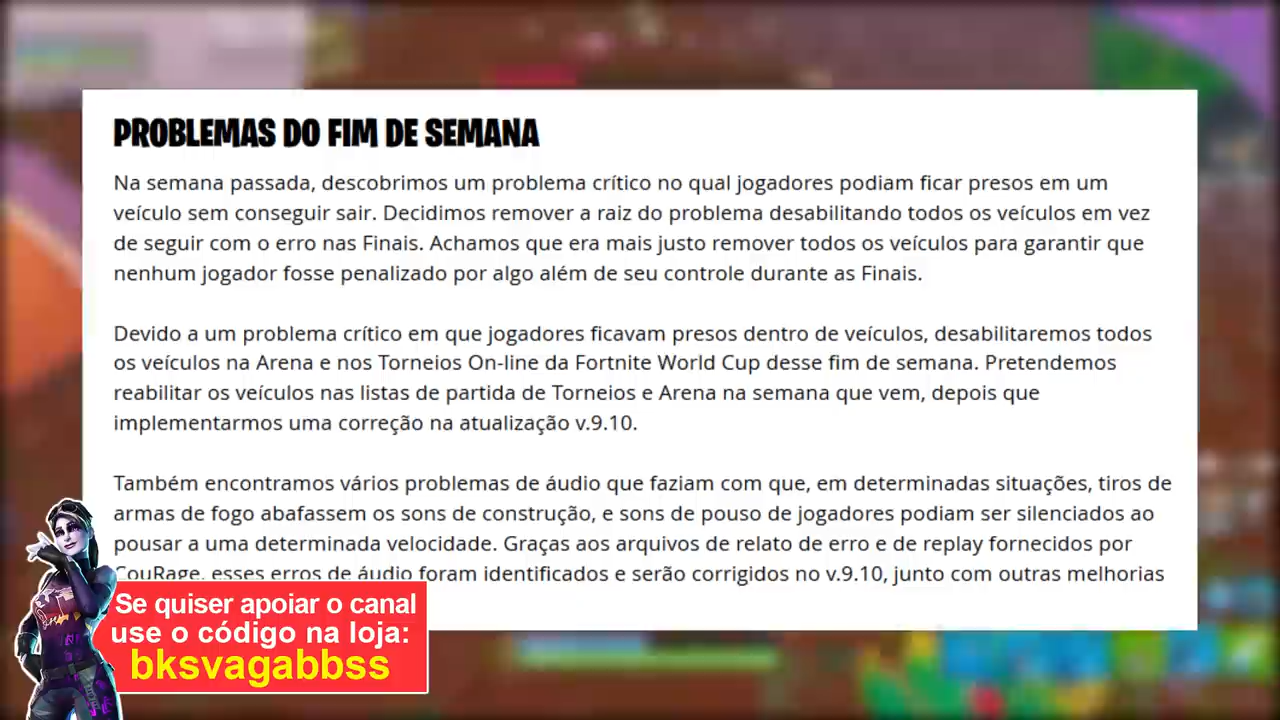 PROBLEMAS DO FIM DE SEMANA
Na semana passada, descobrimos um problema crítico no qual jogadores podiam ficar presos em um
veículo sem conseguir sair. Decidimos remover a raiz do problema desabilitando todos os veículos em vez
de seguir com o erro nas Finais. Achamos que era mais justo remover todos os veículos para garantir que
nenhum jogador fosse penalizado por algo além de seu controle durante as Finais.
Devido a um problema crítico em que jogadores ficavam presos dentro de veículos, desabilitaremos todos
os veículos na Arena e nos Torneios On-line da Fortnite World Cup desse fim de semana. Pretendemos
reabilitar os veículos nas listas de partida de Torneios e Arena na semana que vem, depois que
implementarmos uma correção na atualização v.9.10.
Também encontramos vários problemas de áudio que faziam com que, em determinadas situações, tiros de
armas de fogo abafassem os sons de construção, e sons de pouso de jogadores podiam ser silenciados ao
pousar a uma determinada velocidade. Graças aos arquivos de relato de erro e de replay fornecidos por
CouRage, esses erros de áudio foram identificados e serão corrigidos no v.9.10, junto com outras melhorias
Se quiser apoiar o canal
use o código na loja:
bksvagabbss